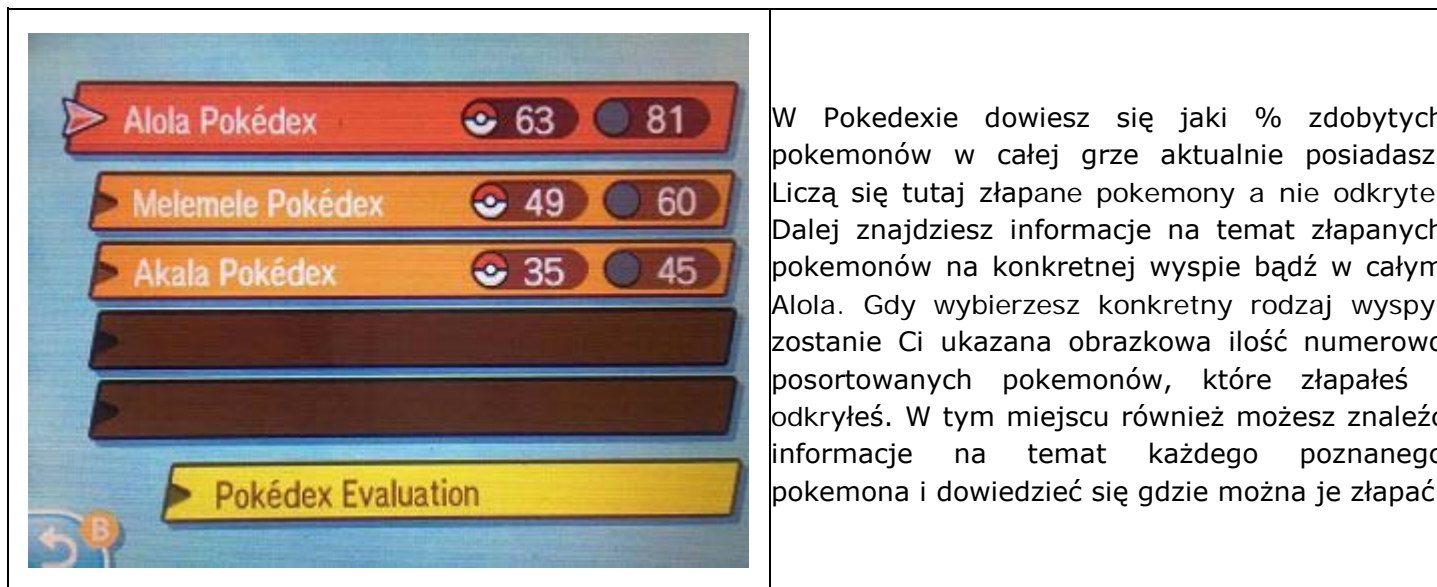 Alola Pokédex 63 81
Melemele Pokédex 49 60
Akala Pokédex 35 45
Pokédex Evaluation
B
W Pokedexie dowiesz się jaki % zdobytych
pokemonów w całej grze aktualnie posiadasz
Liczą się tutaj złapane pokemony a nie odkryte
Dalej znajdziesz informacje na temat złapanych
pokemonów na konkretnej wyspie bądź w całym
Alola. Gdy wybierzesz konkretny rodzaj wyspy
zostanie Ci ukazana obrazkowa ilość numerowo
posortowanych pokemonów, które złapałeś
odkryłeś. W tym miejscu również możesz znaleźć
informacje na temat każdego poznanego
pokemona i dowiedzieć się gdzie można je złapać